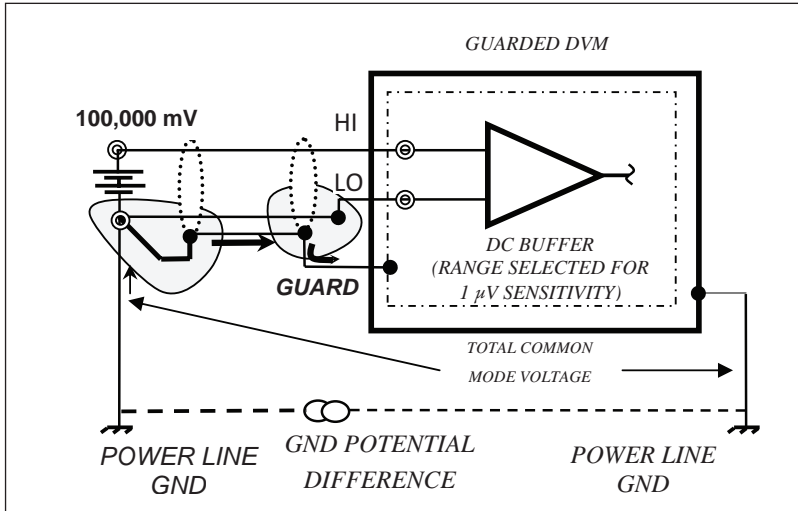 GUARDED DVM
100,000 mV
HI
LO
DC BUFFER
(RANGE SELECTED FOR
1 µV SENSITIVITY)
GUARD
TOTAL COMMON
MODE VOLTAGE
POWER LINE
GND
GND POTENTIAL
DIFFERENCE
POWER LINE
GND